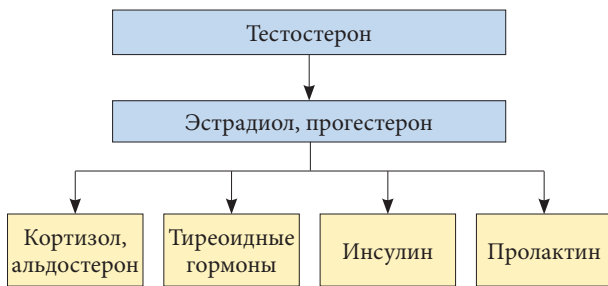 Тестостерон
Эстрадиол, прогестерон
Кортизол,
альдостерон
Тиреоидные
гормоны
Инсулин
Пролактин